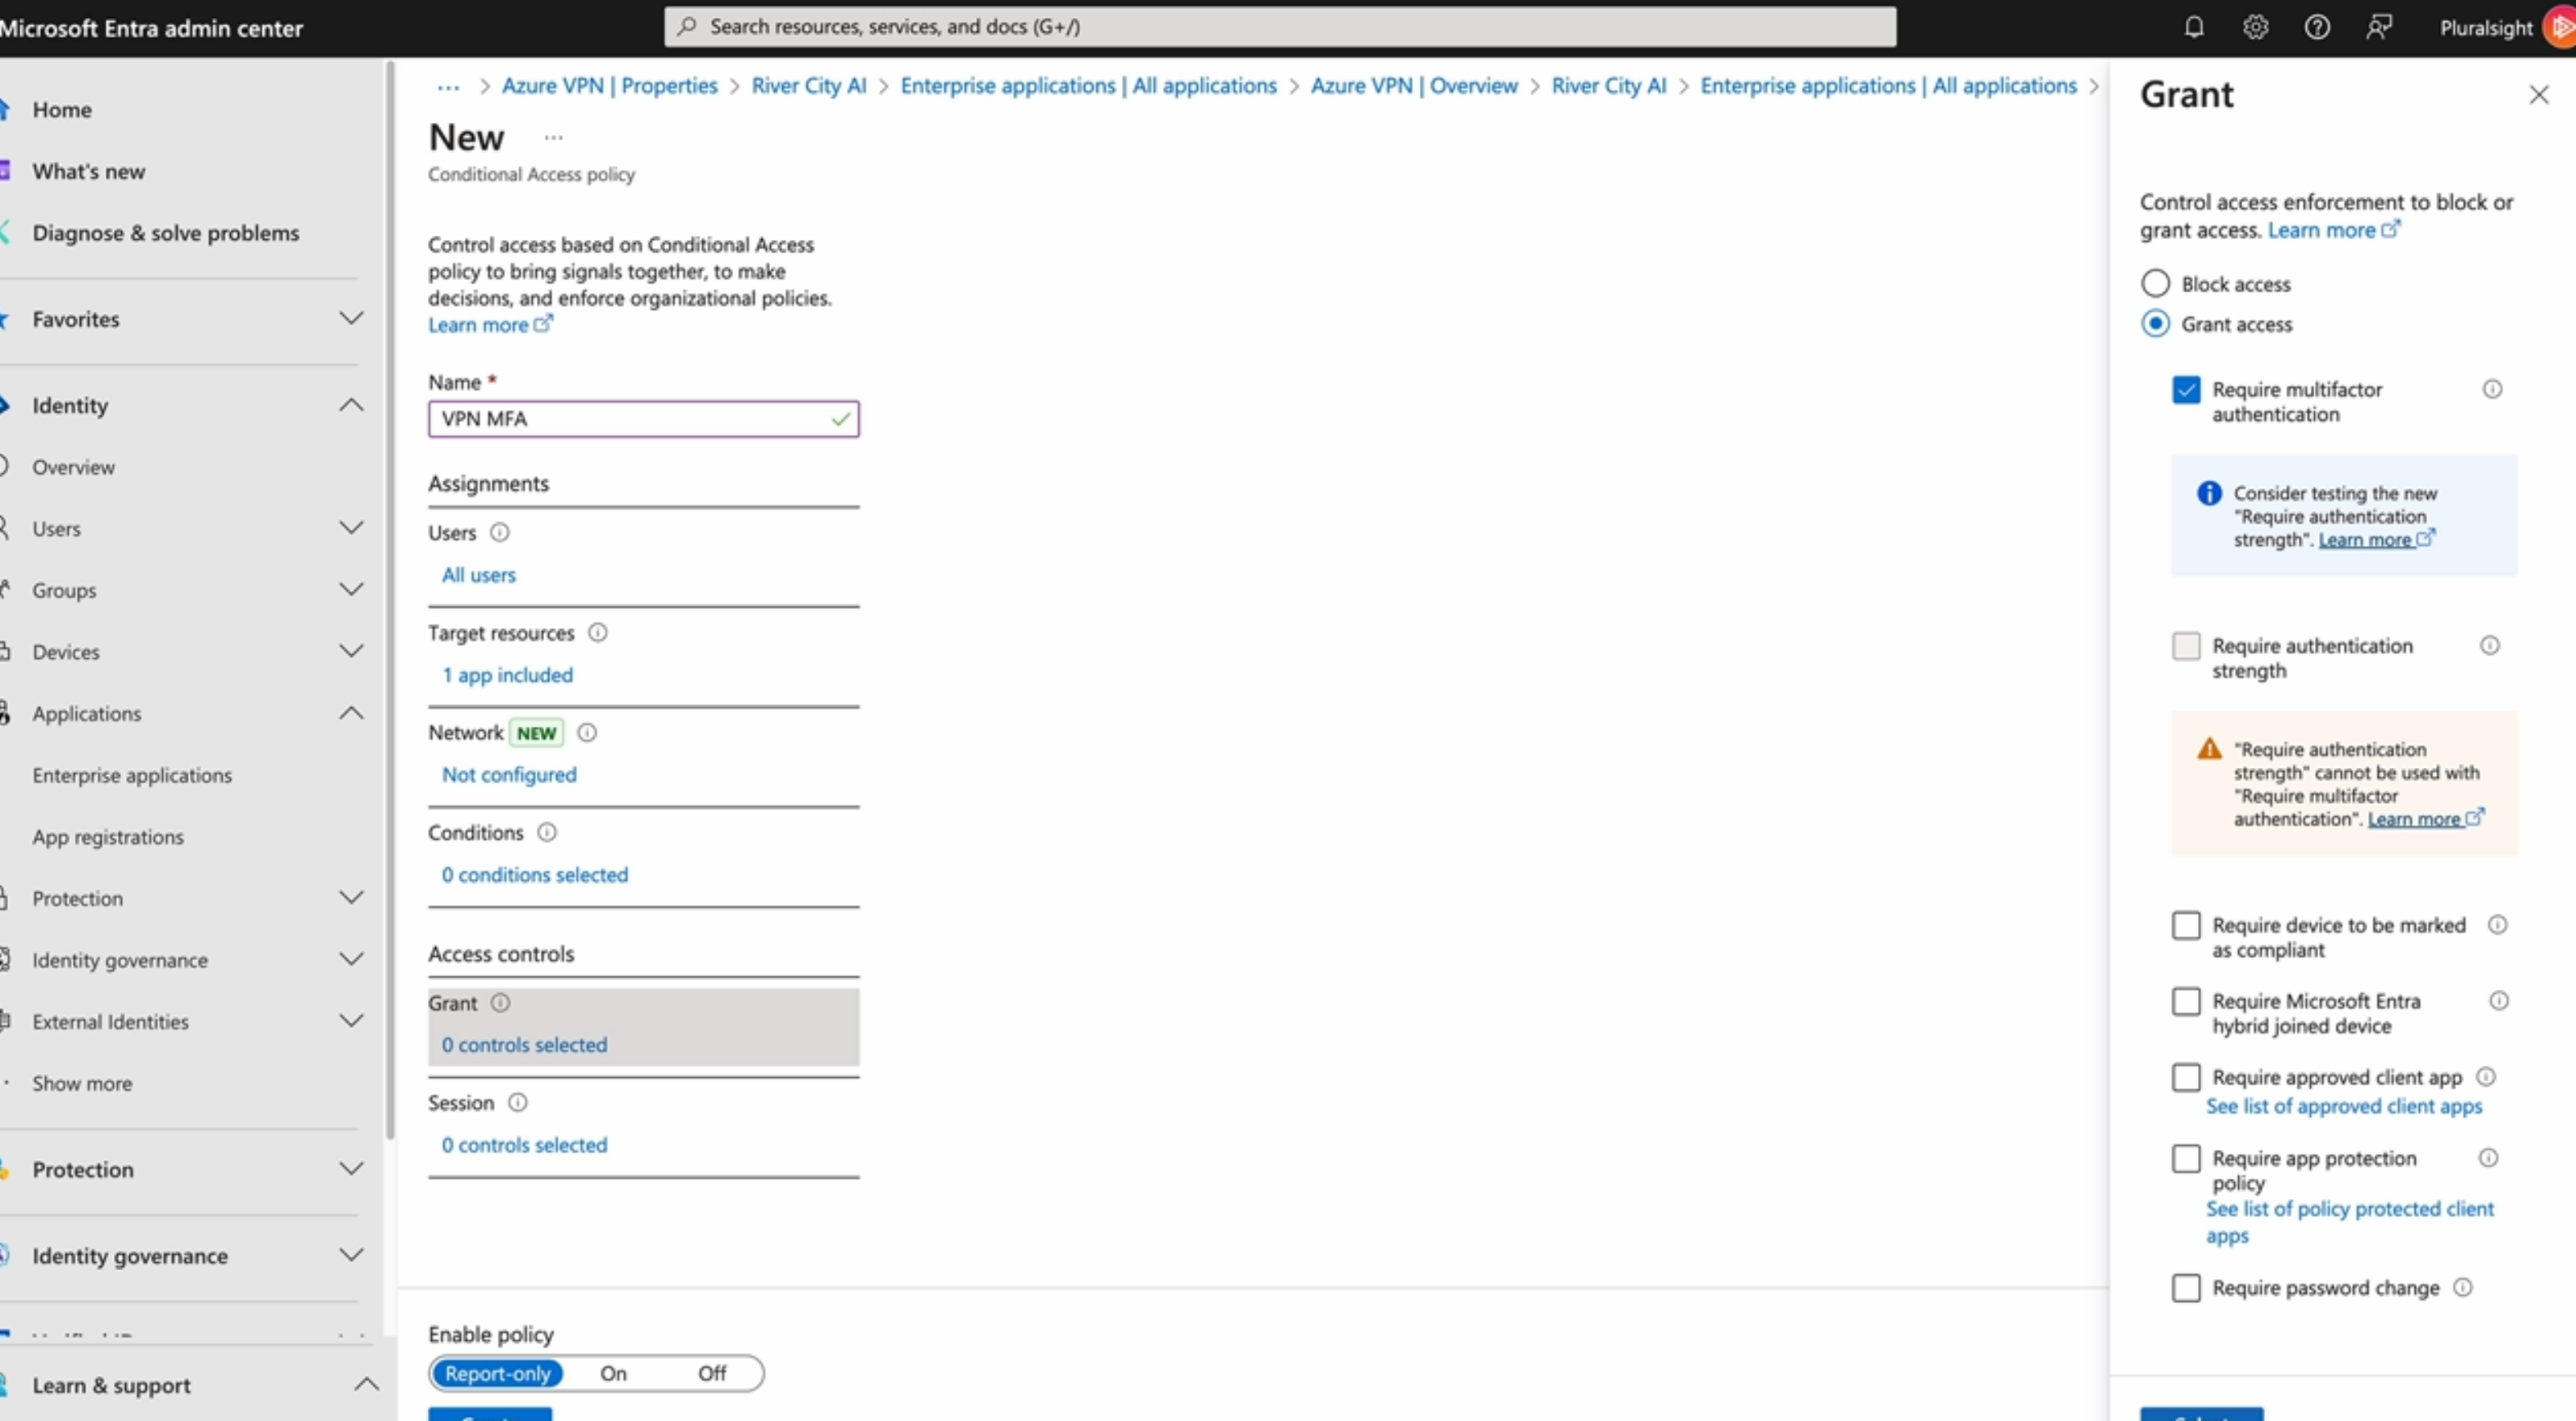 Microsoft Entra admin center
Search resources, services, and docs (G+/)
Pluralsight
Home
What's new
Diagnose & solve problems
Favorites
Identity
Overview
Users
Groups
Devices
Applications
Enterprise applications
App registrations
Protection
Identity governance
External Identities
Show more
Protection
Identity governance
Learn & support
... > Azure VPN | Properties > River City AI > Enterprise applications | All applications > Azure VPN | Overview > River City AI > Enterprise applications | All applications >
New ...
Conditional Access policy
Control access based on Conditional Access
policy to bring signals together, to make
decisions, and enforce organizational policies.
Learn more
Name *
VPN MFA
Assignments
Users
All users
Target resources
1 app included
Network NEW
Not configured
Conditions
0 conditions selected
Access controls
Grant
0 controls selected
Session
0 controls selected
Enable policy
Report-only On Off
Grant
Control access enforcement to block or
grant access. Learn more
Block access
Grant access
Require multifactor
authentication
Consider testing the new
"Require authentication
strength". Learn more
Require authentication
strength
"Require authentication
strength" cannot be used with
"Require multifactor
authentication". Learn more
Require device to be marked
as compliant
Require Microsoft Entra
hybrid joined device
Require approved client app
See list of approved client apps
Require app protection
policy
See list of policy protected client
apps
Require password change